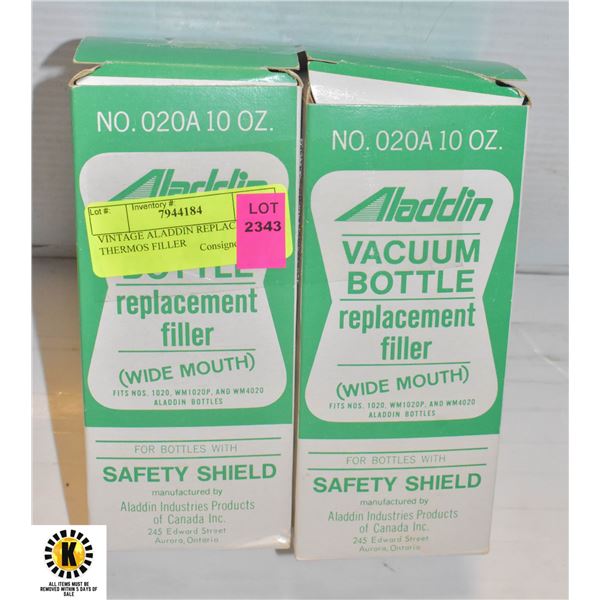 NO. 020A 10 OZ.
Aladdin
Lot #:
Inventory #:
7944184
VINTAGE ALADDIN
THERMOS FILLER
LOT
2343
BOTTLE
replacement
filler
(WIDE MOUTH)
FITS NOS. 1020, WM1020P, AND WM4020
ALADDIN BOTTLES
FOR BOTTLES WITH
SAFETY SHIELD
manufactured by
Aladdin Industries Products
of Canada Inc.
245 Edward Street
Aurora, Ontario
NO. 020A 10 OZ.
Aladdin
VACUUM
BOTTLE
replacement
filler
(WIDE MOUTH)
FITS NOS. 1020, WM1020P, AND WM4020
ALADDIN BOTTLES
FOR BOTTLES WITH
SAFETY SHIELD
manufactured by
Aladdin Industries Products
of Canada Inc.
245 Edward Street
Aurora, Ontario
K
ALL ITEMS MUST BE
REMOVED WITHIN 5 DAYS OF
SALE